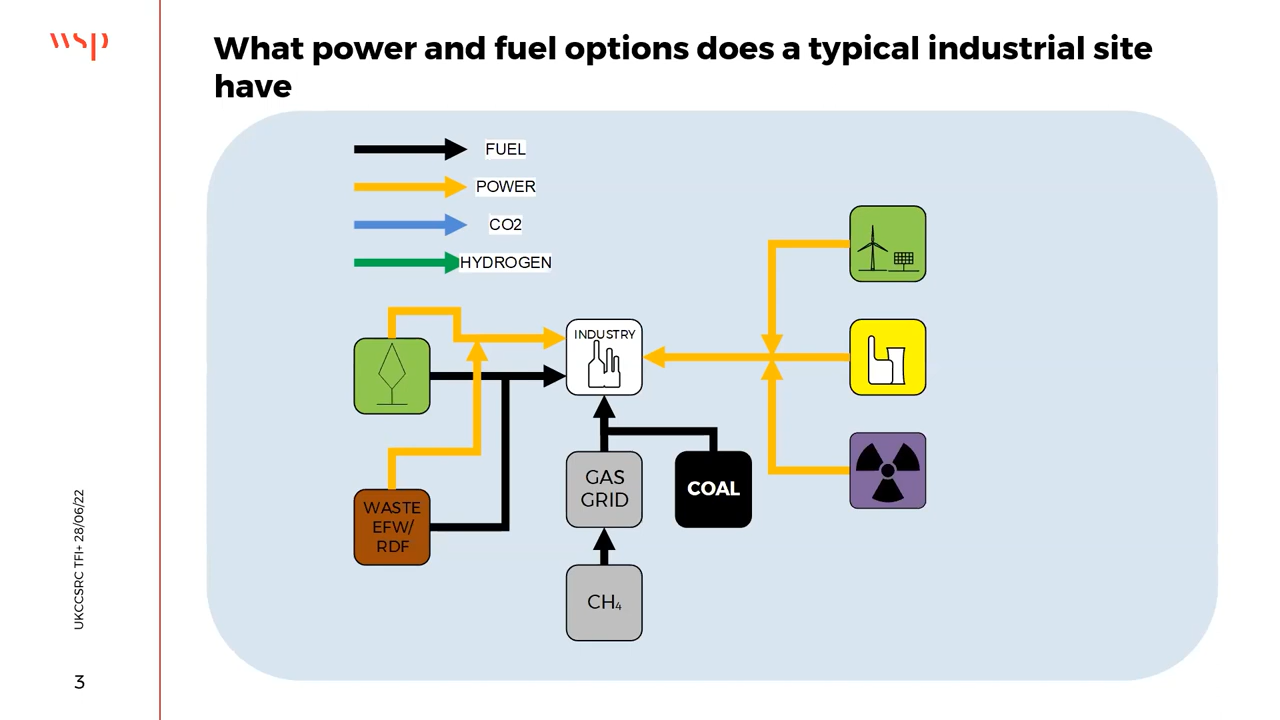 wsp
What power and fuel options does a typical industrial site
have
FUEL
POWER
CO2
HYDROGEN
INDUSTRY
WASTE
EFW/
RDF
GAS
GRID
COAL
CH₄
UKCCSRC TFI+ 28/06/22
3